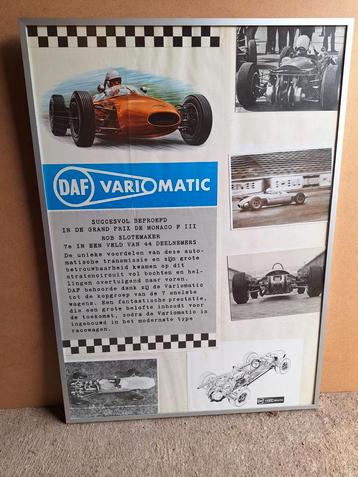 DAF VARIOMATIC
SUCCESVOL BEPROEFD
IN DE GRAND PRIX DE MONACO F III
ROB SLOTEMAKER
7e IN EEN VELD VAN 44 DEELNEMERS
De unieke voordelen van deze auto-
matische transmissie en zijn grote
betrouwbaarheid kwamen op dit
stratencircuit vol bochten en hel-
lingen overtuigend naar voren.
DAF behoorde dank zij de Variomatic
tot de kopgroep van de 7 snelste
wagens. Een fantastische prestatie,
die een grote belofte inhoudt voor
de toekomst, zodra de Variomatic is
ingebouwd in het modernste type
racewagen.
DAF VARIOMATIC